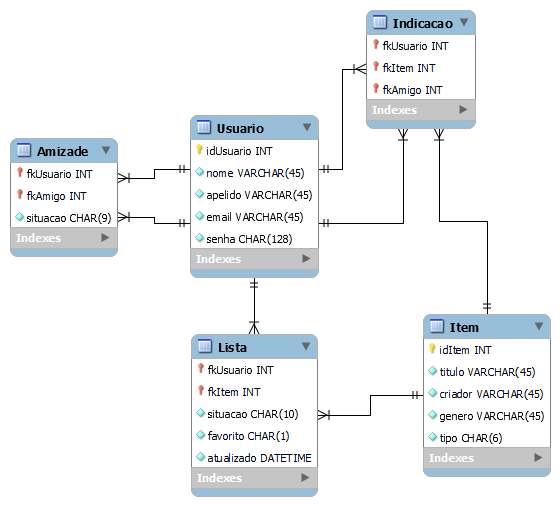 Indicacao
fkUsuario INT
fkItem INT
fkAmigo INT
Indexes
Usuario
idUsuario INT
nome VARCHAR(45)
apelido VARCHAR(45)
email VARCHAR(45)
senha CHAR(128)
Indexes
Amizade
fkUsuario INT
fkAmigo INT
situacao CHAR(9)
Indexes
Lista
fkUsuario INT
fkItem INT
situacao CHAR(10)
favorito CHAR(1)
atualizado DATETIME
Indexes
Item
idItem INT
titulo VARCHAR(45)
criador VARCHAR(45)
genero VARCHAR(45)
tipo CHAR(6)
Indexes